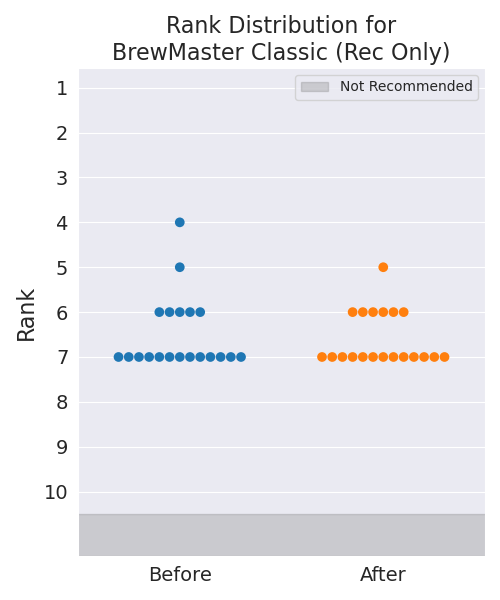 Rank Distribution for
BrewMaster Classic (Rec Only)
Not Recommended
1
2
3
4
5
6
7
8
9
10
Rank
Before After